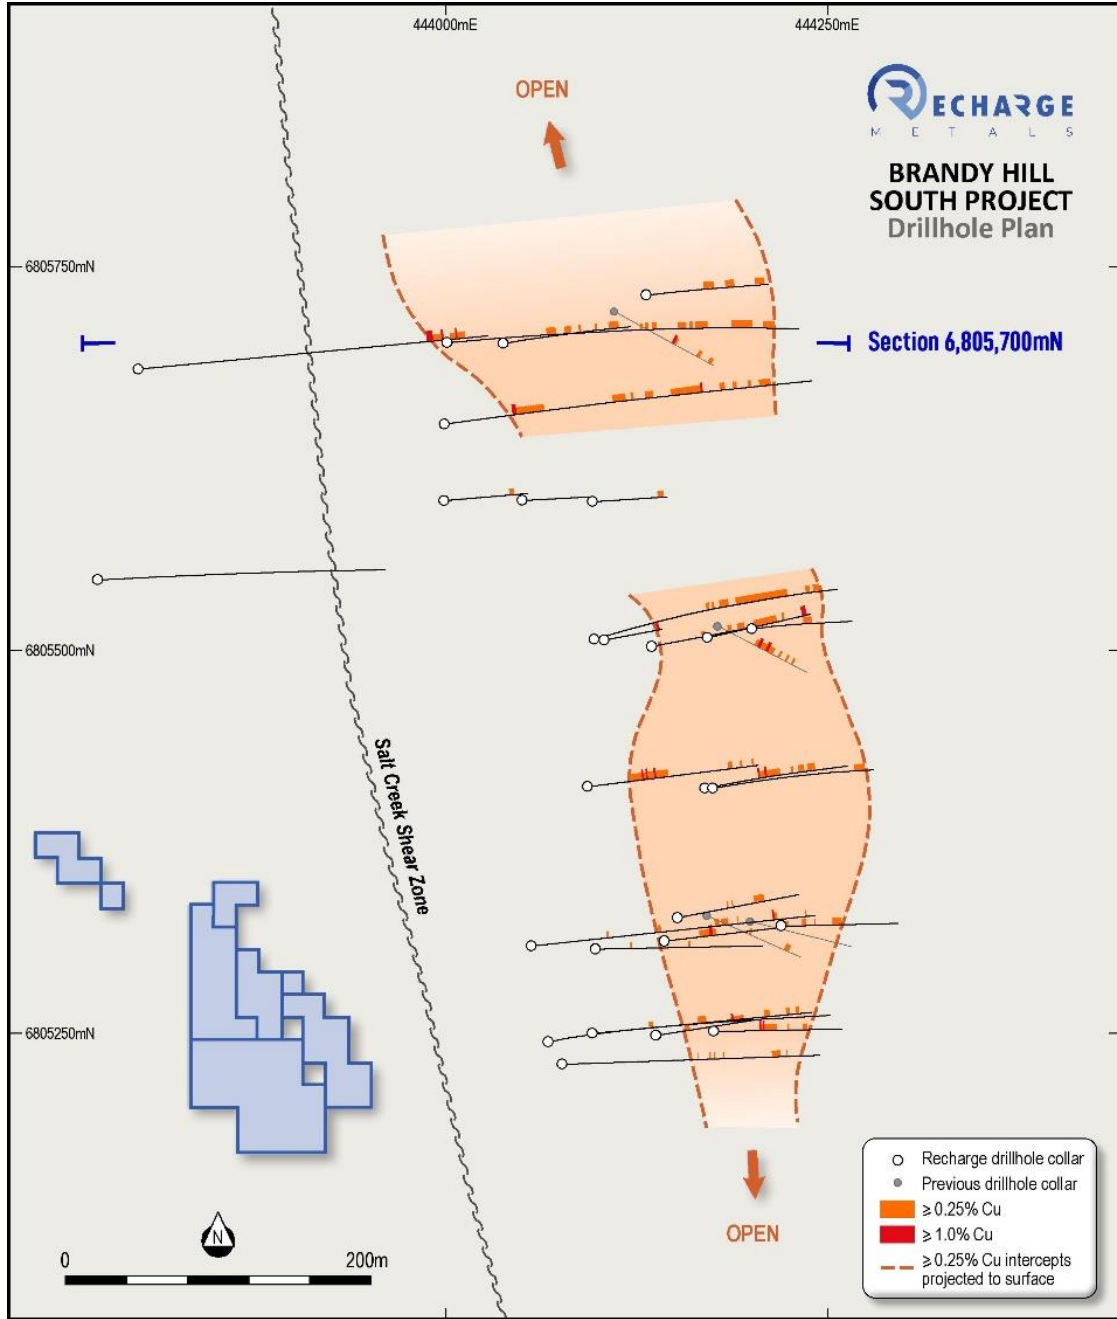 444000mE
444250mE
OPEN
RECHARGE
METALS
BRANDY HILL
SOUTH PROJECT
Drillhole Plan
6805750mN
Section 6,805,700mN
6805500mN
Salt Creek Shear Zone
6805250mN
OPEN
N
0
200m
Recharge drillhole collar
Previous drillhole collar
≥ 0.25% Cu
≥ 1.0% Cu
≥ 0.25% Cu intercepts
projected to surface